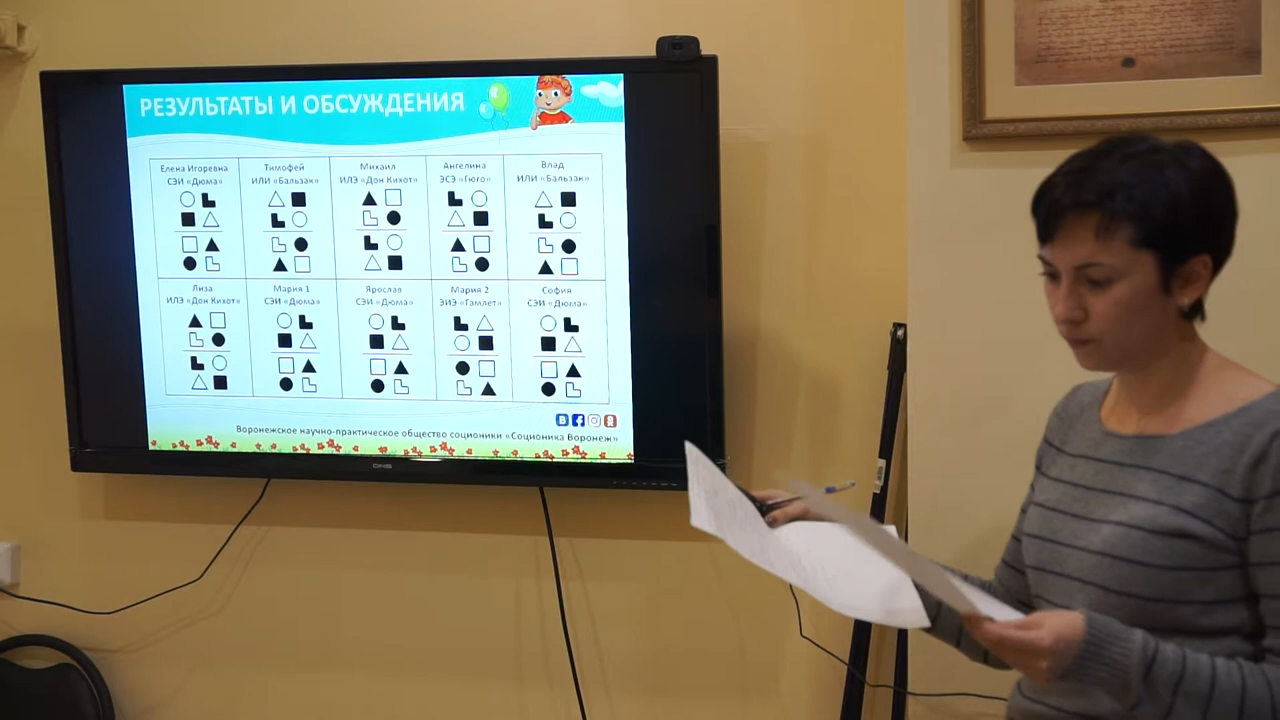 РЕЗУЛЬТАТЫ И ОБСУЖДЕНИЯ
Елена Игоревна
СЭИ «Дюма»
Тимофей
ИЛИ «Бальзак»
Михаил
ИЛЭ «Дон Кихот»
Ангелина
ЭСЭ «Гюго»
Влад
ИЛИ «Бальзак»
Лиза
ИЛЭ «Дон Кихот»
Мария 1
СЭИ «Дюма»
Ярослав
СЭИ «Дюма»
Мария 2
ЭИЭ «Гамлет»
София
СЭИ «Дюма»
Воронежское научно-практическое общество соционики «Соционика Воронеж»
DNS